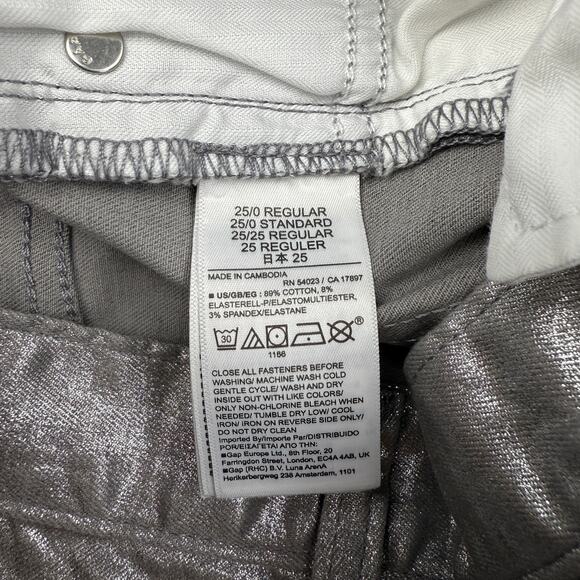 25/0 REGULAR
25/0 STANDARD
25/25 REGULAR
25 REGULER
日本 25
MADE IN CAMBODIA
RN 54023 / CA 17897
■ US/GB/EG : 89% COTTON, 8%
ELASTERELL-P/ELASTOMULTIESTER,
3% SPANDEX/ELASTANE
30
®
1166
CLOSE ALL FASTENERS BEFORE
WASHING/ MACHINE WASH COLD
GENTLE CYCLE/ WASH AND DRY
INSIDE OUT WITH LIKE COLORS/
ONLY NON-CHLORINE BLEACH WHEN
NEEDED/ TUMBLE DRY LOW/ COOL
IRON/ IRON ON REVERSE SIDE ONLY/
DO NOT DRY CLEAN
Imported By/Importe Par/DISTRIBUIDO
POR/ΕΙΣΑΓΕΤΑΙ ΑΠΟ ΤΗΝ:
■Gap Europe Ltd., 8th Floor, 20
Farringdon Street, London, EC4A 4AB, UK
■Gap (RHC) B.V. Luna ArenA
Herikerbergweg 238 Amsterdam, 1101